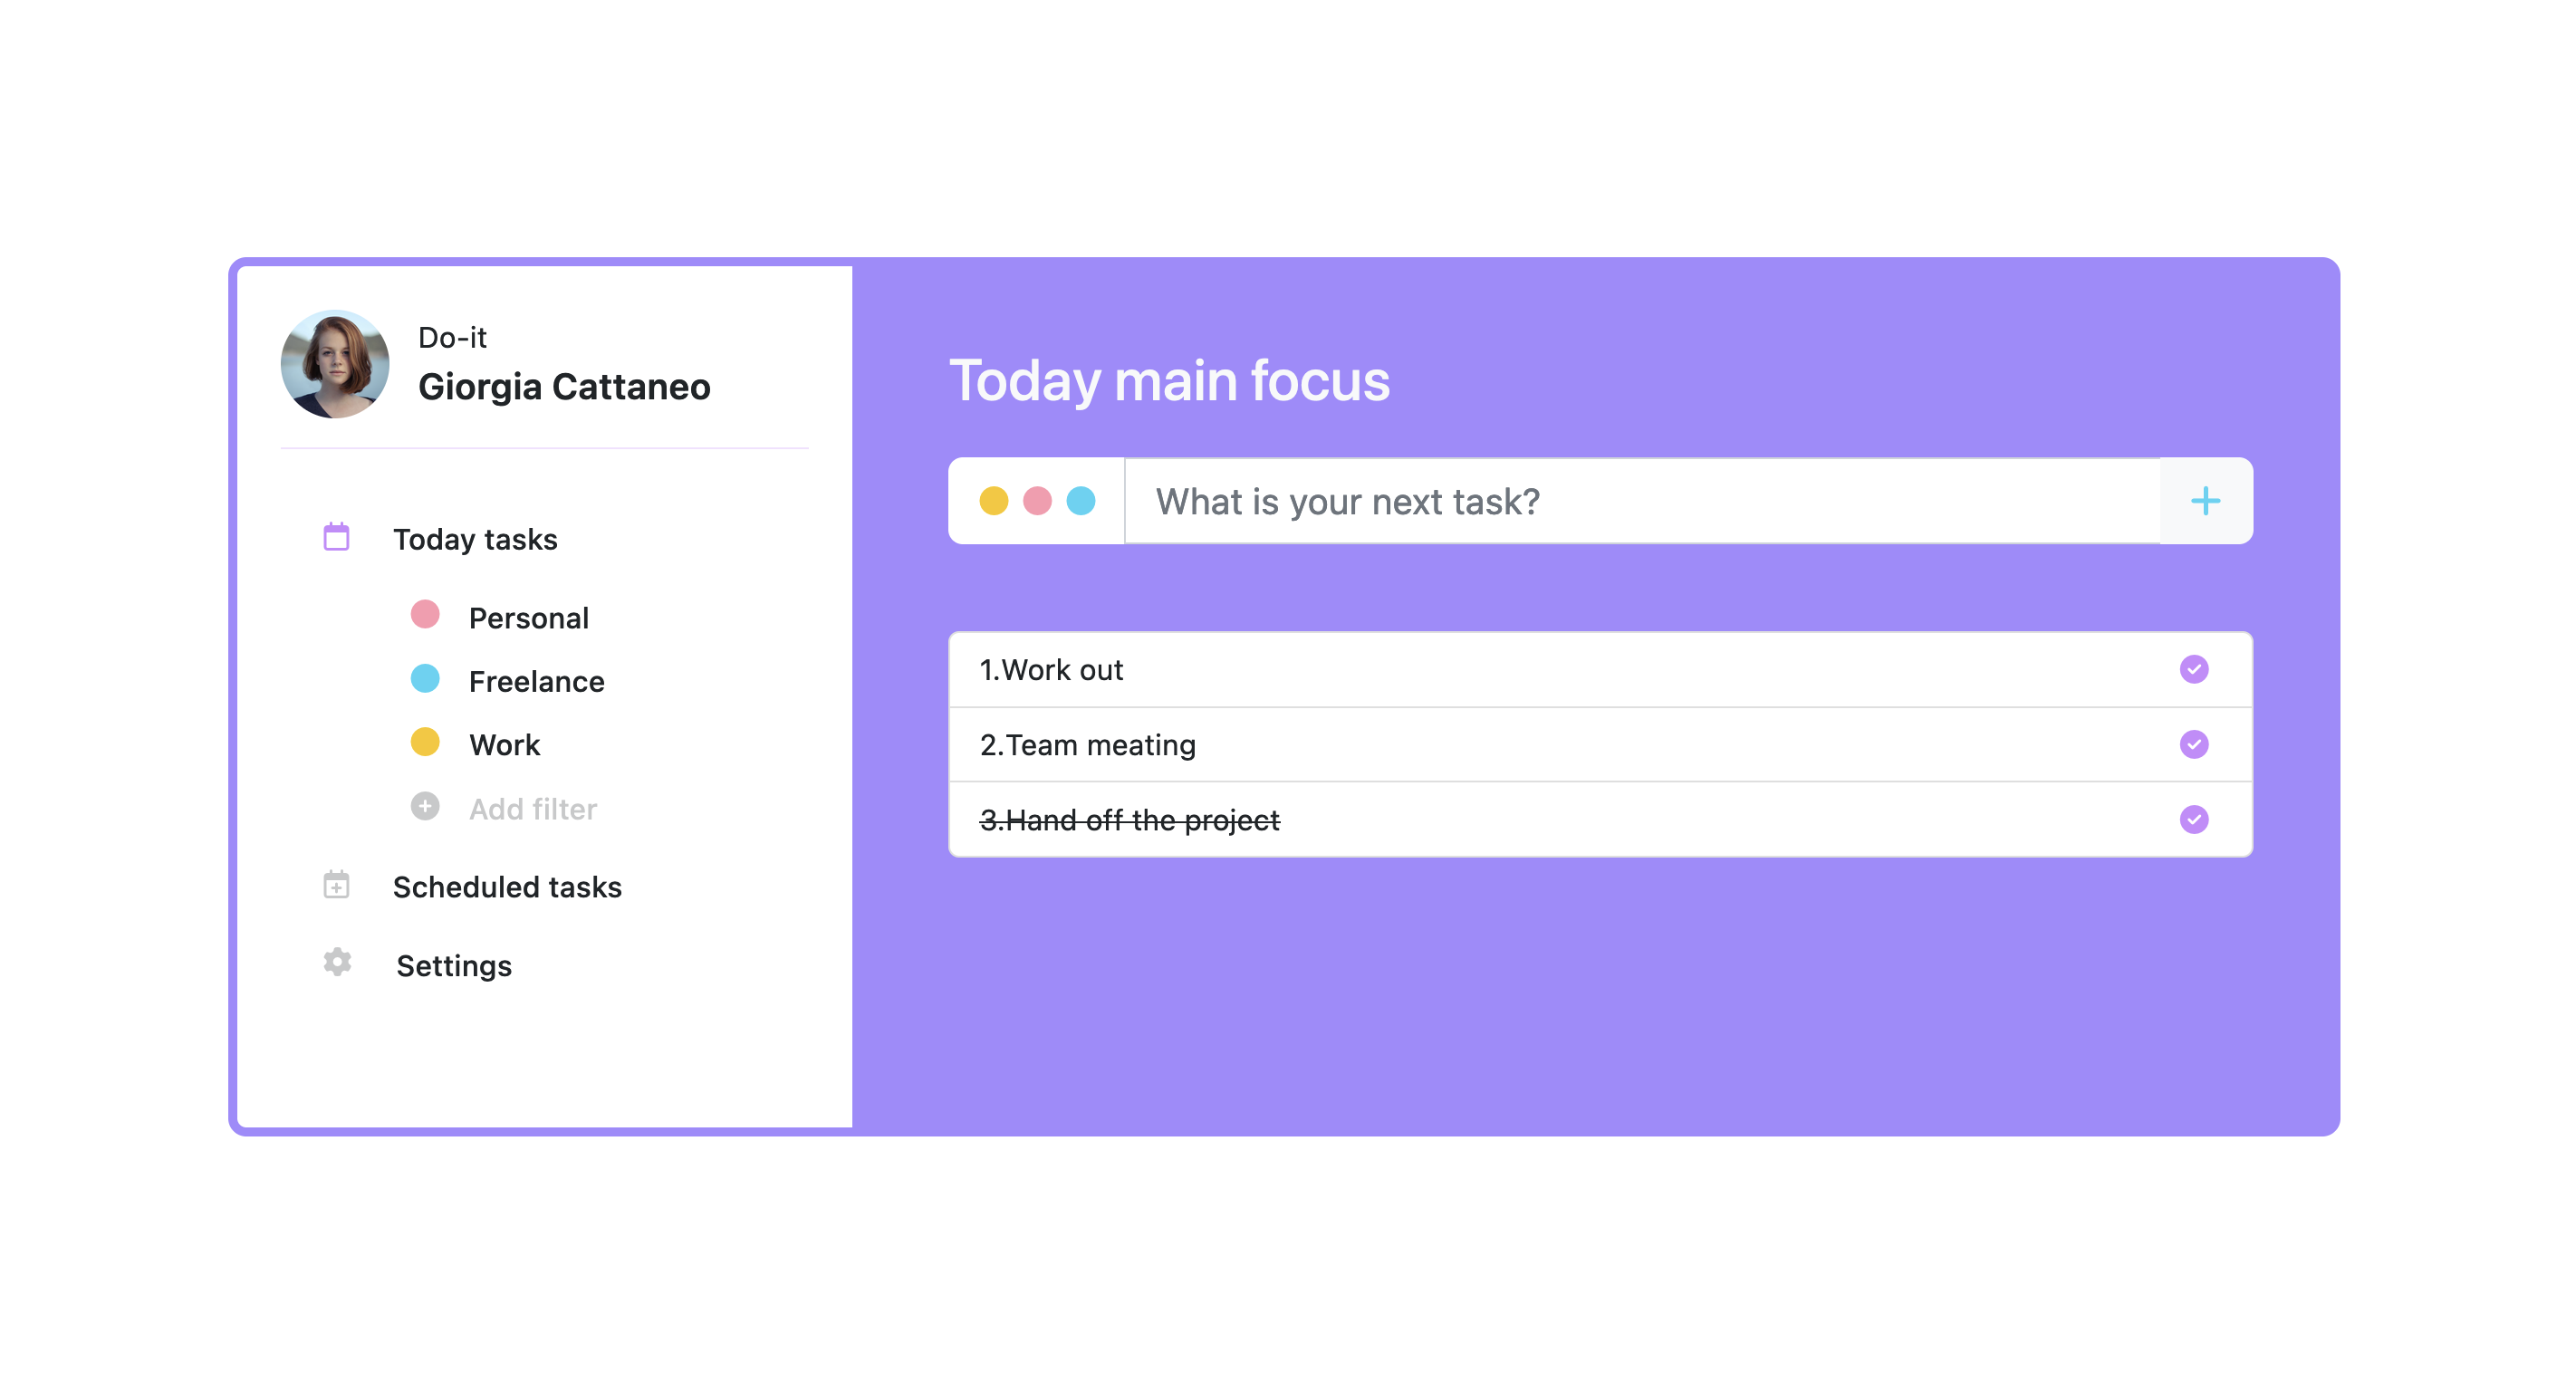 Do-it
Giorgia Cattaneo
Today tasks
Personal
Freelance
Work
Add filter
Scheduled tasks
Settings
Today main focus
What is your next task?
1.Work out
2.Team meating
3.Hand off the project